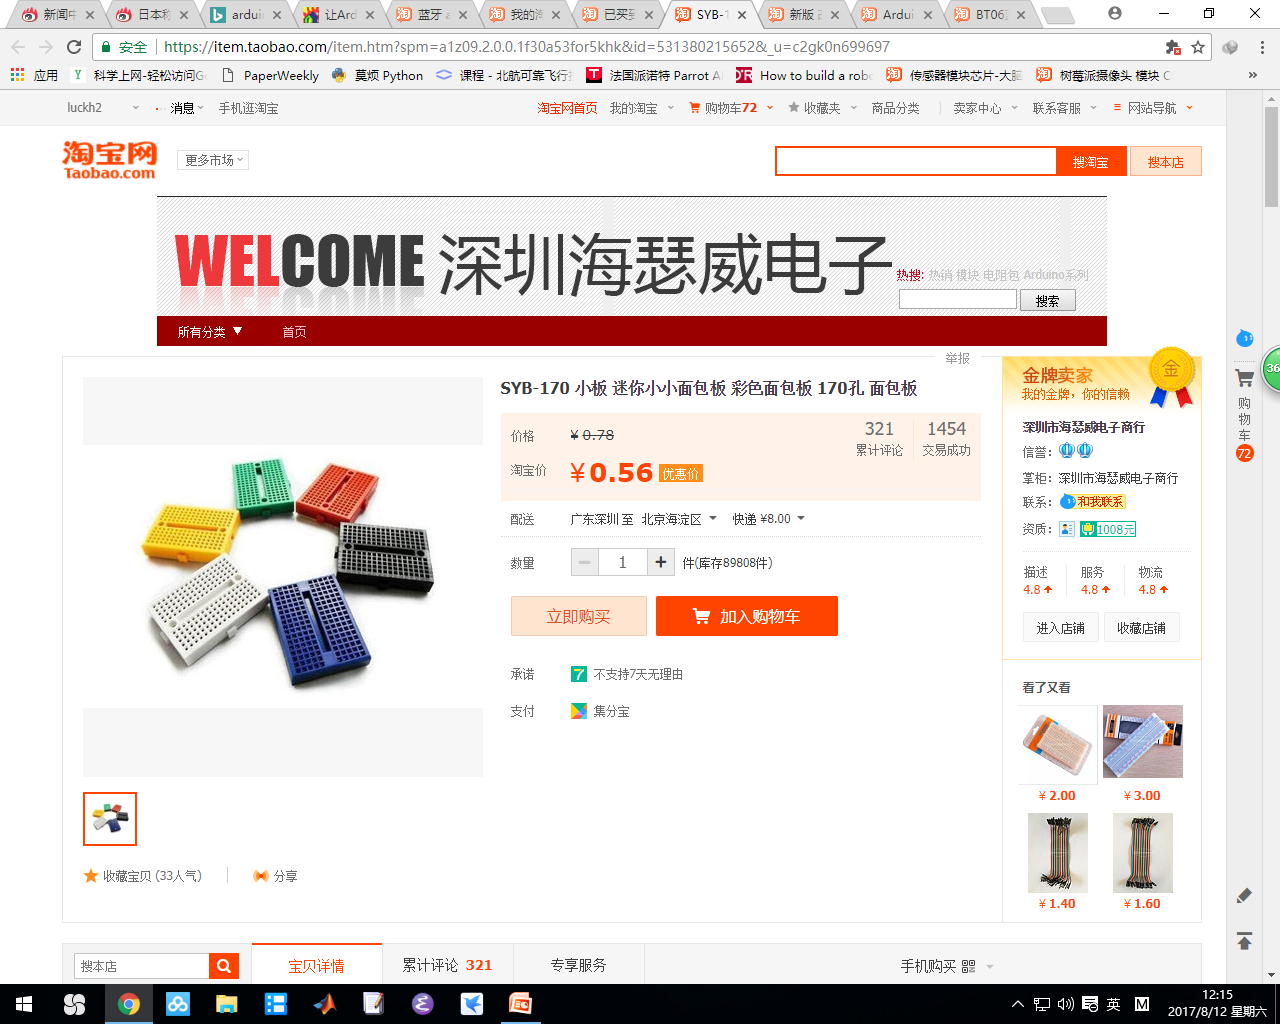 新闻中
日本称
arduin
让Ard
蓝牙 a
我的淘
已买到
SYB-1
新版 i
Ardui
BT06
安全
https://item.taobao.com/item.htm?spm=a1z09.2.0.0.1f30a53for5khk&id=531380215652&_u=c2gk0n699697
应用
科学上网-轻松访问G
PaperWeekly
莫烦 Python
课程 - 北航可靠飞行
法国派诺特 Parrot A
How to build a rob
传感器模块芯片-大脑
树莓派摄像头 模块 C
»
luckh2
消息
手机逛淘宝
淘宝网首页
我的淘宝
购物车72
收藏夹
商品分类
卖家中心
联系客服
网站导航
淘宝网
Taobao.com
更多市场
搜淘宝
搜本店
WELCOME 深圳海瑟威电子
热搜: 热销 模块 电阻包 Arduino系列
搜索
所有分类
首页
举报
SYB-170 小板 迷你小小面包板 彩色面包板 170孔 面包板
价格
¥ 0.78
321
累计评论
1454
交易成功
淘宝价
¥ 0.56 优惠价
配送
广东深圳 至 北京海淀区
快递 ¥8.00
数量
1
件(库存89808件)
立即购买
加入购物车
承诺
7 不支持7天无理由
支付
集分宝
收藏宝贝 (33人气)
分享
金牌卖家
我的金牌，你的信赖
金
深圳市海瑟威电子商行
信誉：
掌柜：深圳市海瑟威电子商行
联系：
和我联系
资质：
1008元
描述
服务
物流
4.8
4.8
4.8
进入店铺
收藏店铺
看了又看
¥ 2.00
¥ 3.00
¥ 1.40
¥ 1.60
购物车
72
36
搜本店
宝贝详情
累计评论 321
专享服务
手机购买
英
M
12:15
2017/8/12 星期六